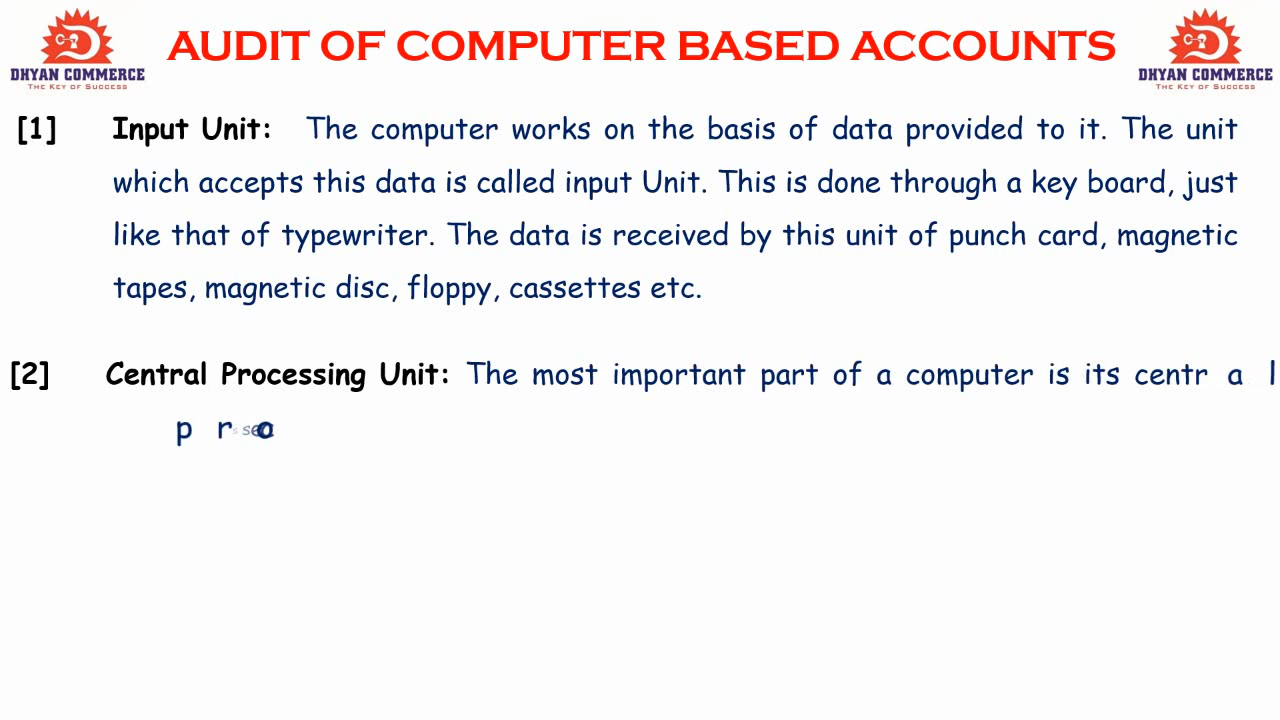 AUDIT OF COMPUTER BASED ACCOUNTS
DHYAN COMMERCE
THE KEY OF SUCCESS
DHYAN COMMERCE
THE KEY OF SUCCESS
[1] Input Unit: The computer works on the basis of data provided to it. The unit
which accepts this data is called input Unit. This is done through a key board, just
like that of typewriter. The data is received by this unit of punch card, magnetic
tapes, magnetic disc, floppy, cassettes etc.
[2] Central Processing Unit: The most important part of a computer is its centr a l
p r